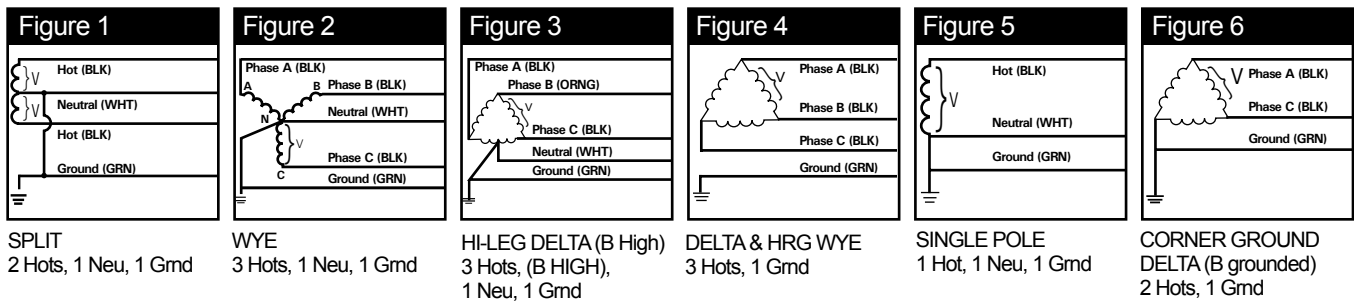 Figure 1
Hot (BLK)
V
Neutral (WHT)
V
Hot (BLK)
Ground (GRN)
SPLIT
2 Hots, 1 Neu, 1 Grnd
Figure 2
Phase A (BLK)
A
B
Phase B (BLK)
Neutral (WHT)
N
V
Phase C (BLK)
C
Ground (GRN)
WYE
3 Hots, 1 Neu, 1 Grnd
Figure 3
Phase A (BLK)
Phase B (ORNG)
V
Phase C (BLK)
Neutral (WHT)
Ground (GRN)
HI-LEG DELTA (B High)
3 Hots, (B HIGH),
1 Neu, 1 Grnd
Figure 4
V
Phase A (BLK)
Phase B (BLK)
Phase C (BLK)
Ground (GRN)
DELTA & HRG WYE
3 Hots, 1 Grnd
Figure 5
Hot (BLK)
V
Neutral (WHT)
Ground (GRN)
SINGLE POLE
1 Hot, 1 Neu, 1 Grnd
Figure 6
V
Phase A (BLK)
Phase C (BLK)
Ground (GRN)
CORNER GROUND
DELTA (B grounded)
2 Hots, 1 Grnd